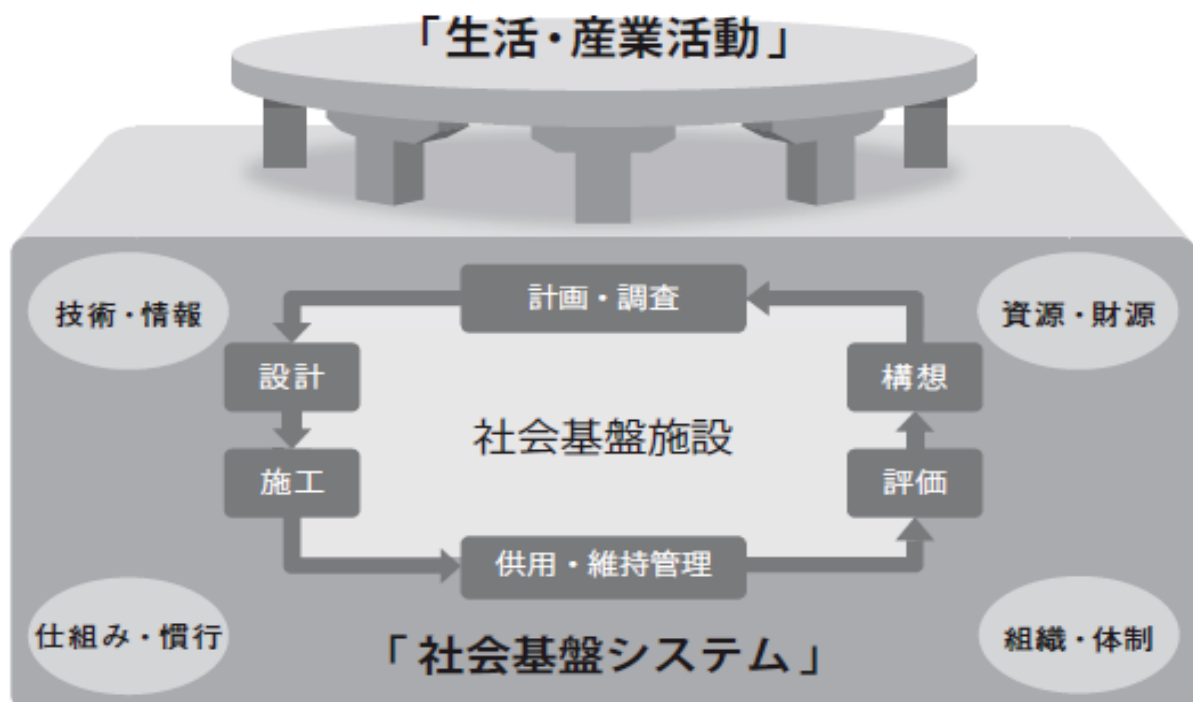 「生活・産業活動」
技術・情報
計画・調査
資源・財源
設計
構想
社会基盤施設
施工
評価
供用・維持管理
仕組み・慣行
「社会基盤システム」
組織・体制